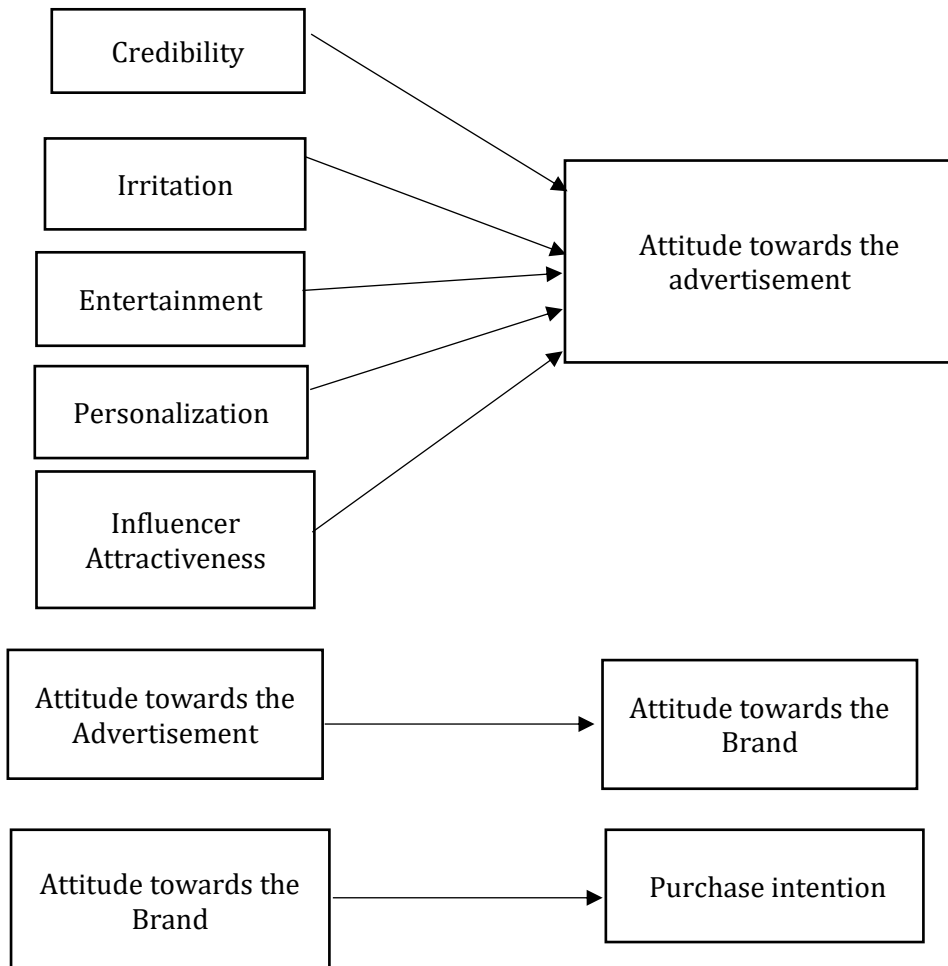 Credibility
Irritation
Entertainment
Personalization
Influencer
Attractiveness
Attitude towards the
advertisement
Attitude towards the
Advertisement
Attitude towards the
Brand
Attitude towards the
Brand
Purchase intention